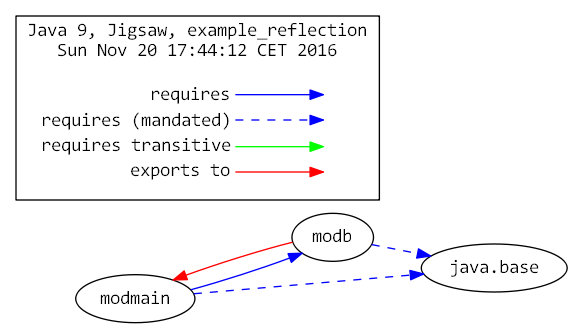 Java 9, Jigsaw, example_reflection
Sun Nov 20 17:44:12 CET 2016
requires
requires (mandated)
requires transitive
exports to
modb
java.base
modmain